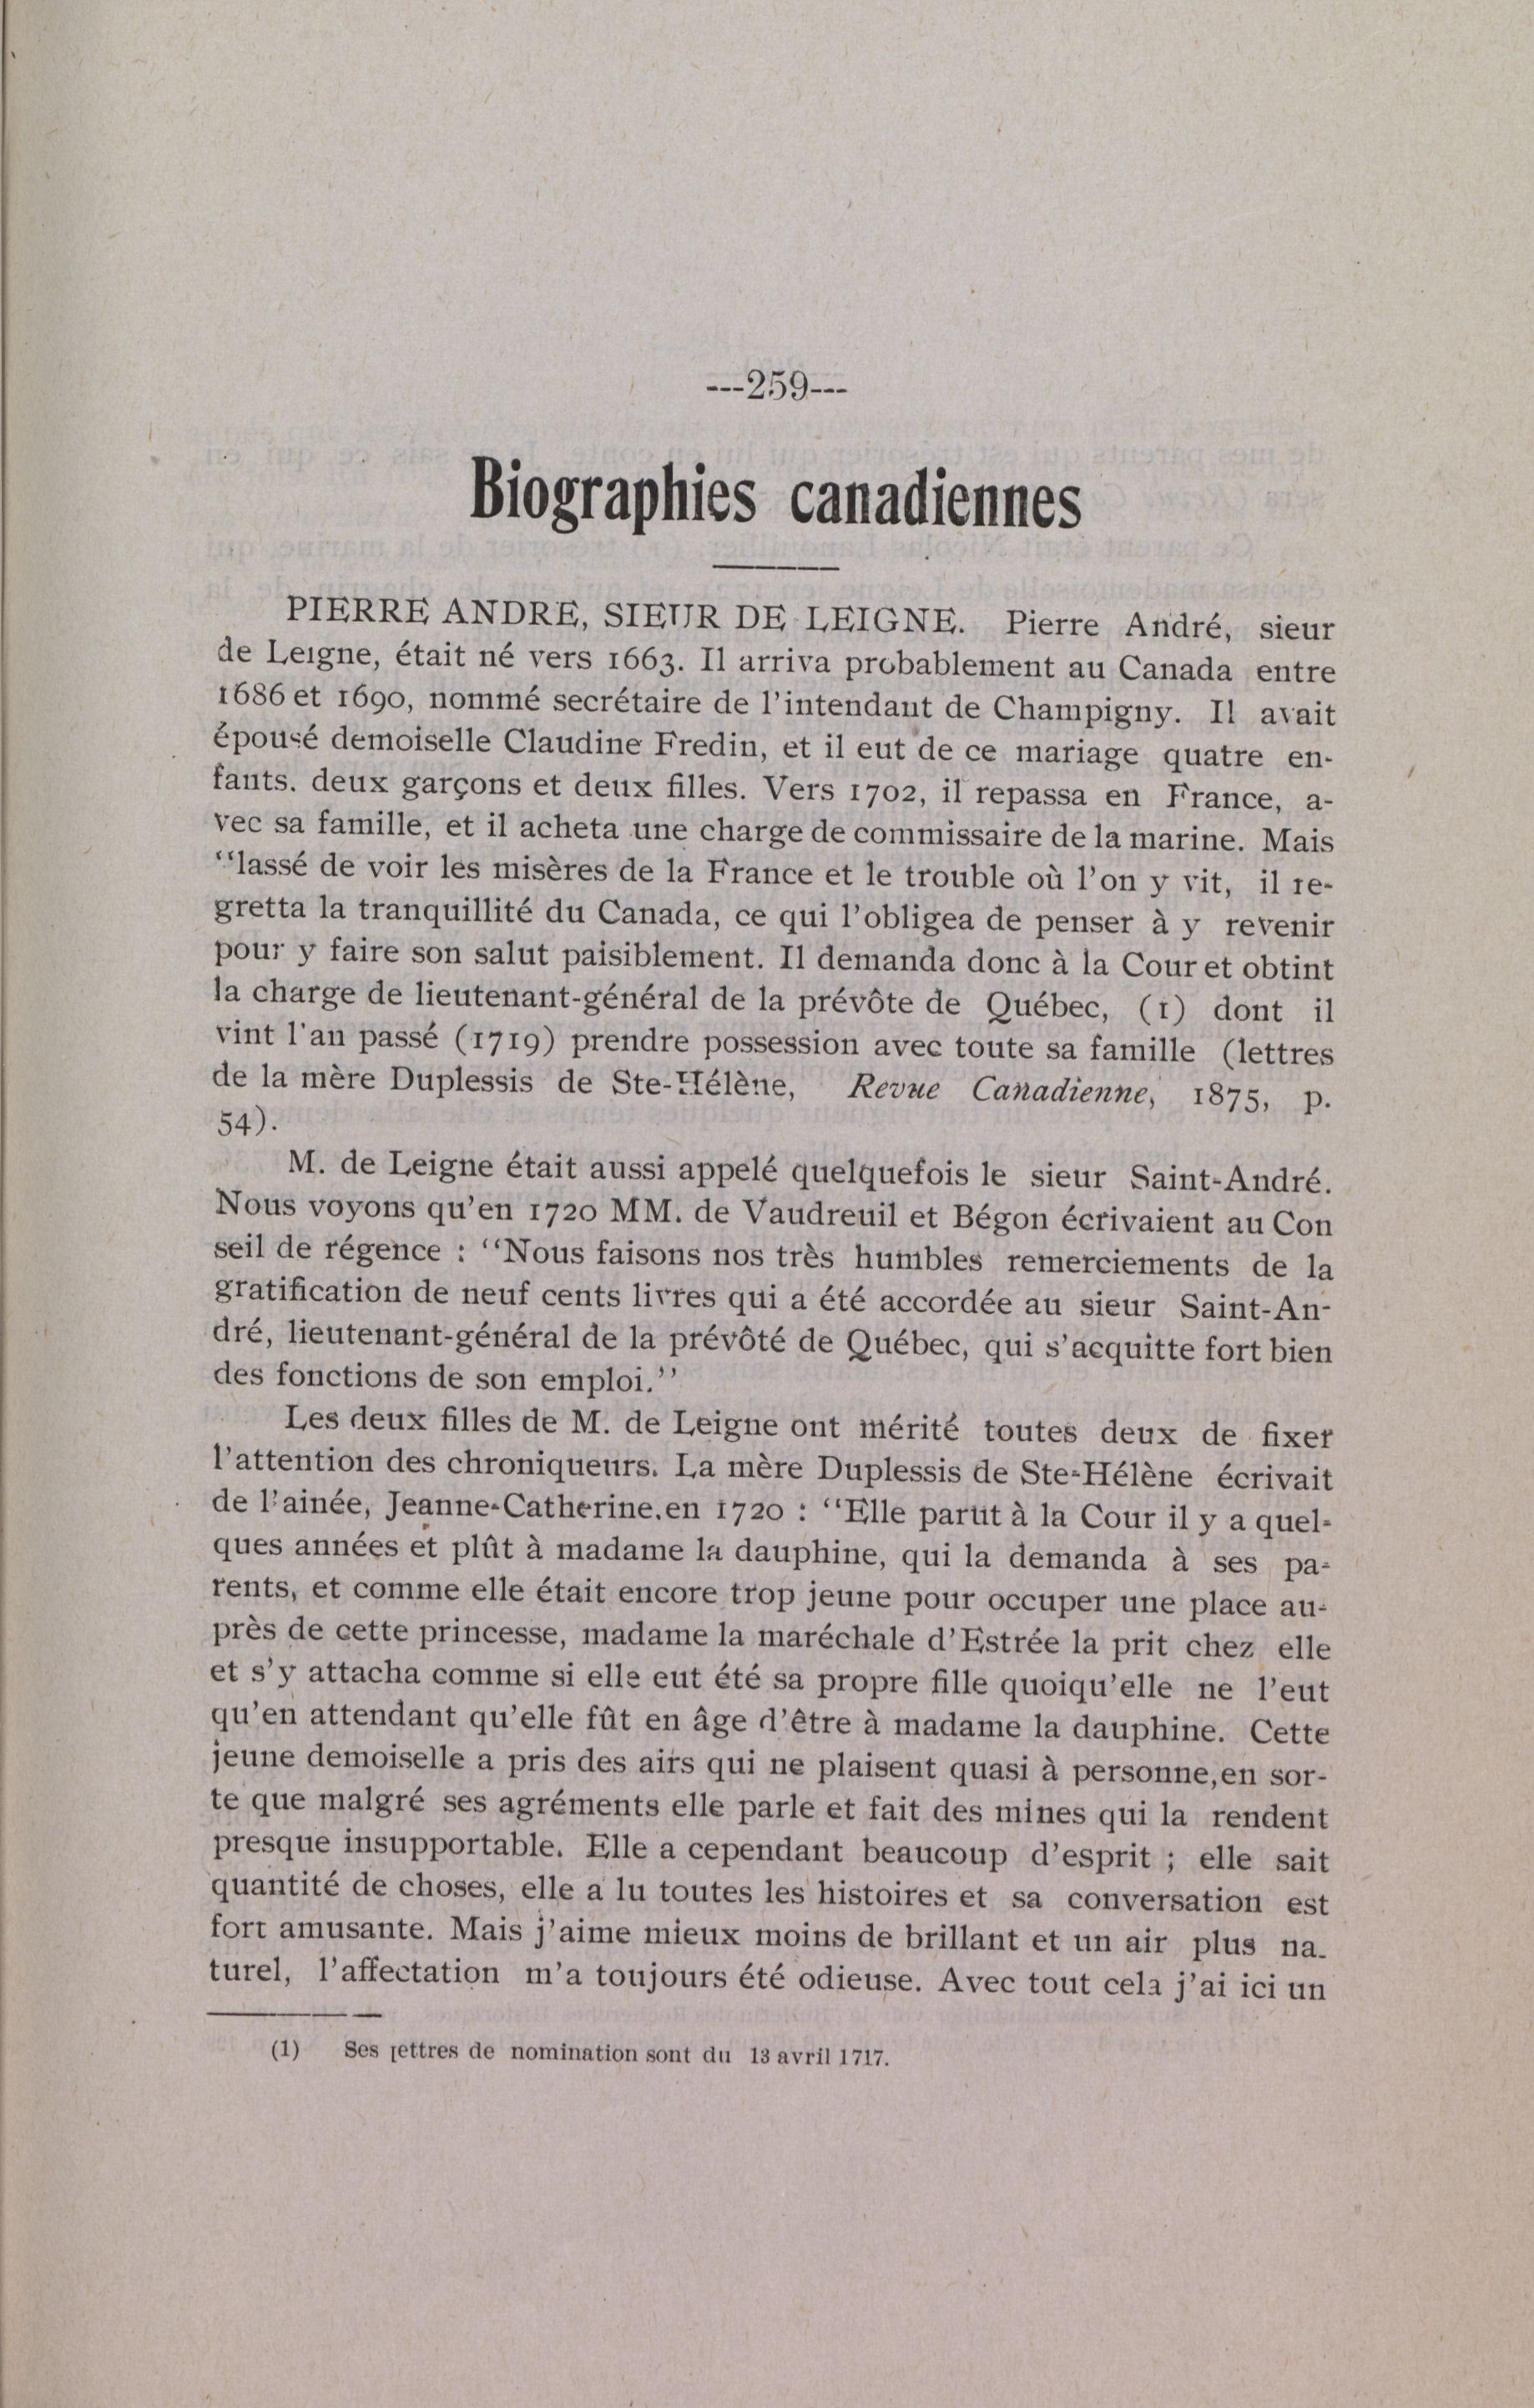 ---259---
Biographies canadiennes
PIERRE ANDRE, SIEUR DE LEIGNE. Pierre André, sieur
de Leigne, était né vers 1663. Il arriva probablement au Canada entre
1686 et 1690, nommé secrétaire de l'intendant de Champigny. Il avait
épousé demoiselle Claudine Fredin, et il eut de ce mariage quatre en-
fants. deux garçons et deux filles. Vers 1702, il repassa en France, a-
vec sa famille, et il acheta une charge de commissaire de la marine. Mais
‘‘lassé de voir les misères de la France et le trouble où l'on y vit, il re-
gretta la tranquillité du Canada, ce qui l'obligea de penser à y revenir
pour y faire son salut paisiblement. Il demanda donc à la Cour et obtint
la charge de lieutenant-général de la prévôte de Québec, (1) dont il
vint l'an passé (1719) prendre possession avec toute sa famille (lettres
de la mère Duplessis de Ste-Hélène, Revue Canadienne, 1875, p.
54).
M. de Leigne était aussi appelé quelquefois le sieur Saint-André.
Nous voyons qu'en 1720 MM. de Vaudreuil et Bégon écrivaient au Con
seil de régence : ‘‘Nous faisons nos très humbles remerciements de la
gratification de neuf cents livres qui a été accordée au sieur Saint-An-
dré, lieutenant-général de la prévôté de Québec, qui s'acquitte fort bien
des fonctions de son emploi.’’
Les deux filles de M. de Leigne ont mérité toutes deux de fixer
l'attention des chroniqueurs. La mère Duplessis de Ste-Hélène écrivait
de l'ainée, Jeanne-Catherine.en 1720 : ‘‘Elle parut à la Cour il y a quel-
ques années et plût à madame la dauphine, qui la demanda à ses pa-
rents, et comme elle était encore trop jeune pour occuper une place au-
près de cette princesse, madame la maréchale d'Estrée la prit chez elle
et s'y attacha comme si elle eut été sa propre fille quoiqu'elle ne l'eut
qu'en attendant qu'elle fût en âge d'être à madame la dauphine. Cette
jeune demoiselle a pris des airs qui ne plaisent quasi à personne,en sor-
te que malgré ses agréments elle parle et fait des mines qui la rendent
presque insupportable. Elle a cependant beaucoup d'esprit ; elle sait
quantité de choses, elle a lu toutes les histoires et sa conversation est
fort amusante. Mais j'aime mieux moins de brillant et un air plus na-
turel, l'affectation m'a toujours été odieuse. Avec tout cela j'ai ici un
(1) Ses lettres de nomination sont du 13 avril 1717.